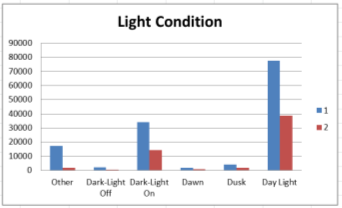 Light Condition
90000
80000
70000
60000
50000
40000
30000
20000
10000
0
Other
Dark-Light Off
Dark-Light On
Dawn
Dusk
Day Light
1
2